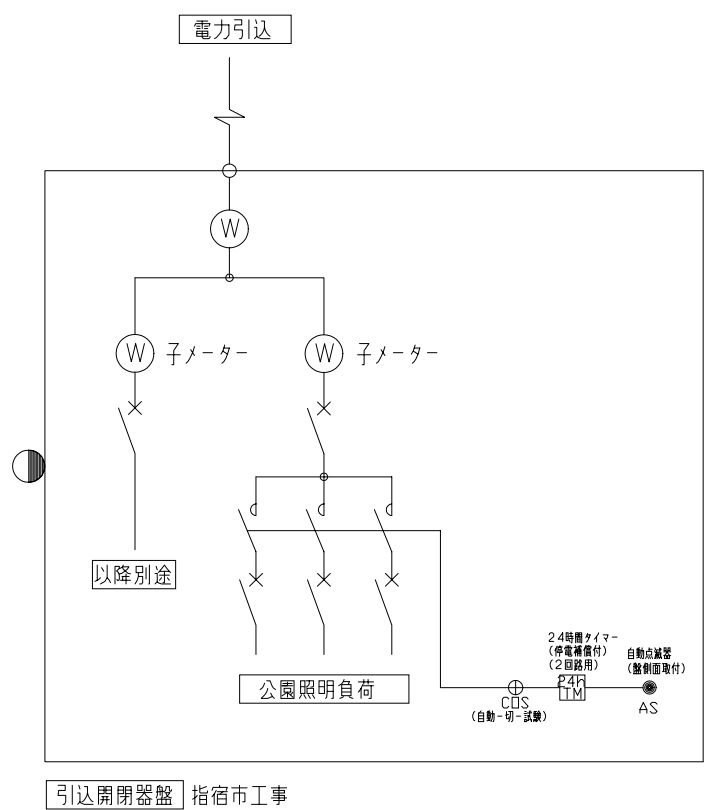 電力引込
W
W
子メーター
W
子メーター
以降別途
公園照明負荷
24時間タイマー
(停電補償付)
(2回路用)
24h
TM
自動点滅器
(盤側面取付)
COS
(自動-切-試験)
AS
引込開閉器盤
指宿市工事